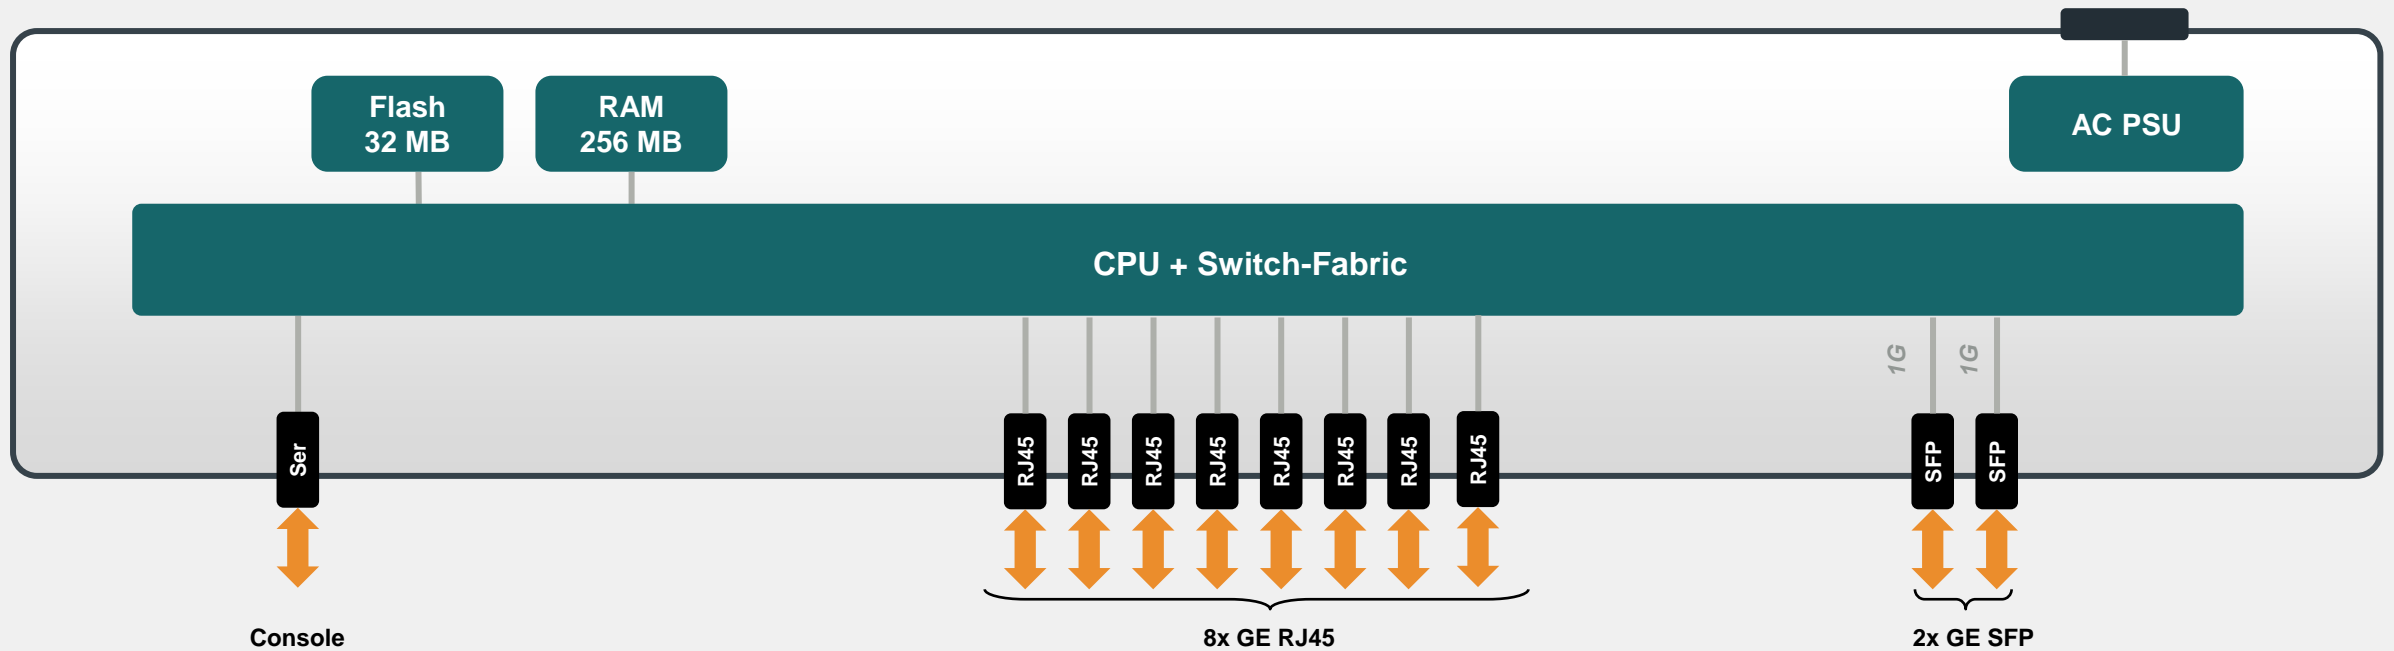 Flash
32 MB
RAM
256 MB
AC PSU
CPU + Switch-Fabric
1G
1G
Ser
RJ45
RJ45
RJ45
RJ45
RJ45
RJ45
RJ45
RJ45
SFP
SFP
Console
8x GE RJ45
2x GE SFP